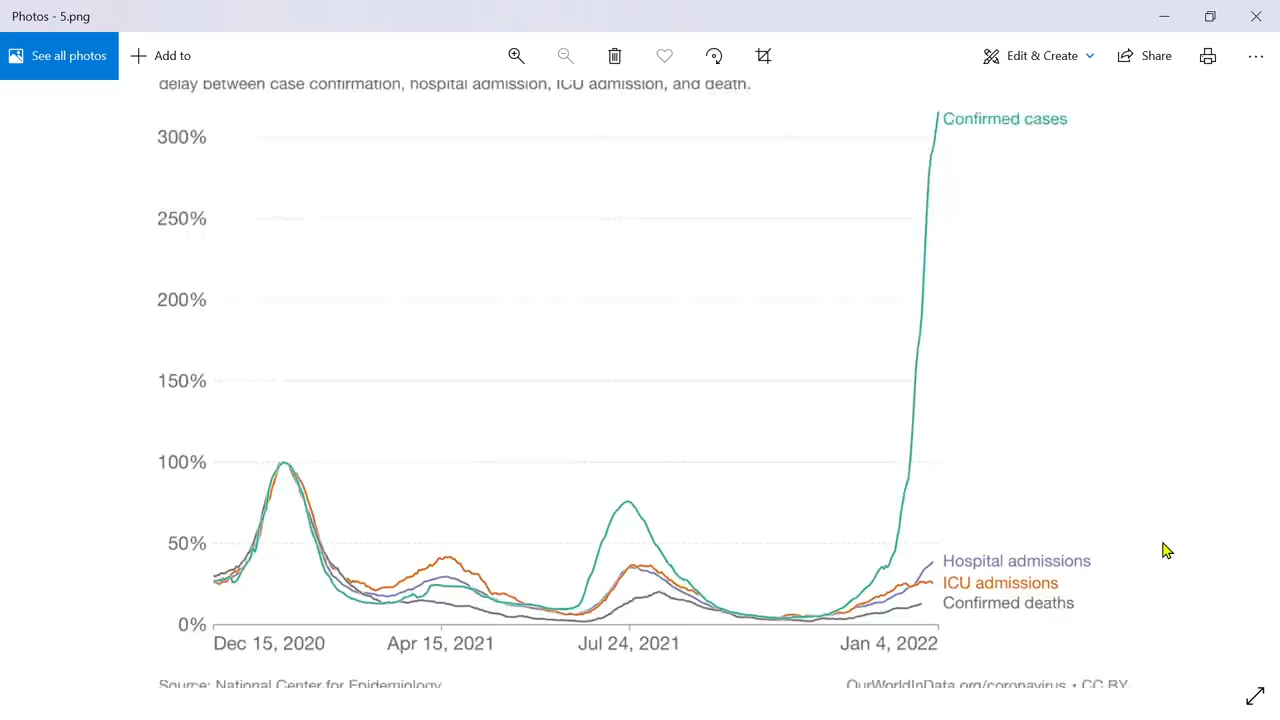 Photos - 5.png
See all photos
Add to
Edit & Create
Share
delay between case confirmation, hospital admission, ICU admission, and death.
Confirmed cases
300%
250%
200%
150%
100%
50%
Hospital admissions
ICU admissions
Confirmed deaths
0%
Dec 15, 2020 Apr 15, 2021 Jul 24, 2021 Jan 4, 2022
Source: National Center for Epidemiology OurWorldInData.org/coronavirus • CC BY